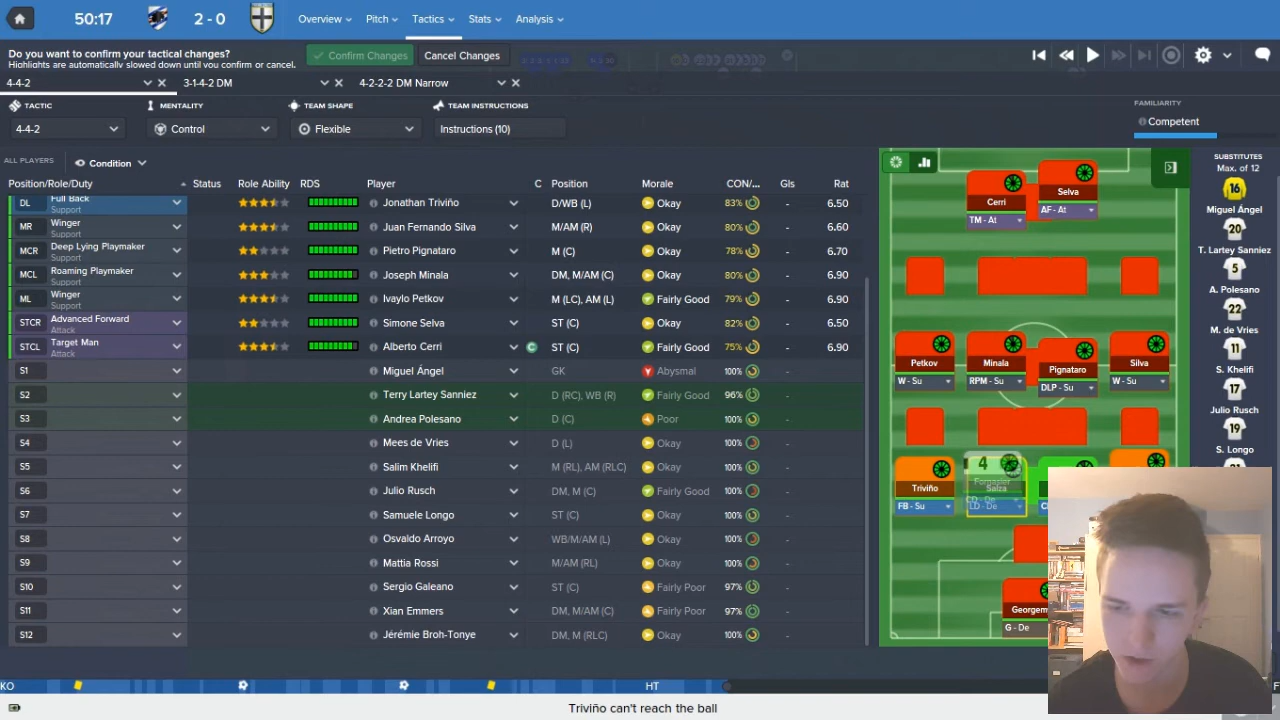 50:17
2 - 0
Overview
Pitch
Tactics
Stats
Analysis
Do you want to confirm your tactical changes?
Highlights are automatically slowed down until you confirm or cancel.
Confirm Changes
Cancel Changes
4-4-2
3-1-4-2 DM
4-2-2-2 DM Narrow
TACTIC
MENTALITY
TEAM SHAPE
TEAM INSTRUCTIONS
FAMILIARITY
4-4-2
Control
Flexible
Instructions (10)
Competent
ALL PLAYERS
Condition
Position/Role/Duty
Status
Role Ability
RDS
Player
C
Position
Morale
CON/...
Gls
Rat
DL Full Back Support Jonathan Triviño D/WB (L) Okay 83% - 6.50
MR Winger Support Juan Fernando Silva M/AM (R) Okay 80% - 6.60
MCR Deep Lying Playmaker Support Pietro Pignataro M (C) Okay 78% - 6.70
MCL Roaming Playmaker Support Joseph Minala DM, M/AM (C) Okay 80% - 6.90
ML Winger Support Ivaylo Petkov M (LC), AM (L) Fairly Good 79% - 6.90
STCR Advanced Forward Attack Simone Selva ST (C) Okay 82% - 6.50
STCL Target Man Attack Alberto Cerri C ST (C) Fairly Good 75% - 6.90
S1 Miguel Ángel GK Abysmal 100% -
S2 Terry Lartey Sanniez D (RC), WB (R) Fairly Good 96% -
S3 Andrea Polesano D (C) Poor 100% -
S4 Mees de Vries D (L) Okay 100% -
S5 Salim Khelifi M (RL), AM (RLC) Okay 100% -
S6 Julio Rusch DM, M (C) Fairly Good 100% -
S7 Samuele Longo ST (C) Okay 100% -
S8 Osvaldo Arroyo WB/M/AM (L) Okay 100% -
S9 Mattia Rossi M/AM (RL) Okay 100% -
S10 Sergio Galeano ST (C) Fairly Poor 97% -
S11 Xian Emmers DM, M/AM (C) Fairly Poor 97% -
S12 Jérémie Broh-Tonye DM, M (RLC) Okay 100% -
Cerri
TM - At
Selva
AF - At
Petkov
W - Su
Minala
RPM - Su
Pignataro
DLP - Su
Silva
W - Su
Triviño
FB - Su
4
Salza
LD - De
G - De
SUBSTITUTES
Max. of 12
16
Miguel Ángel
20
T. Lartey Sanniez
5
A. Polesano
22
M. de Vries
11
S. Khelifi
17
Julio Rusch
19
S. Longo
KO
HT
Triviño can't reach the ball